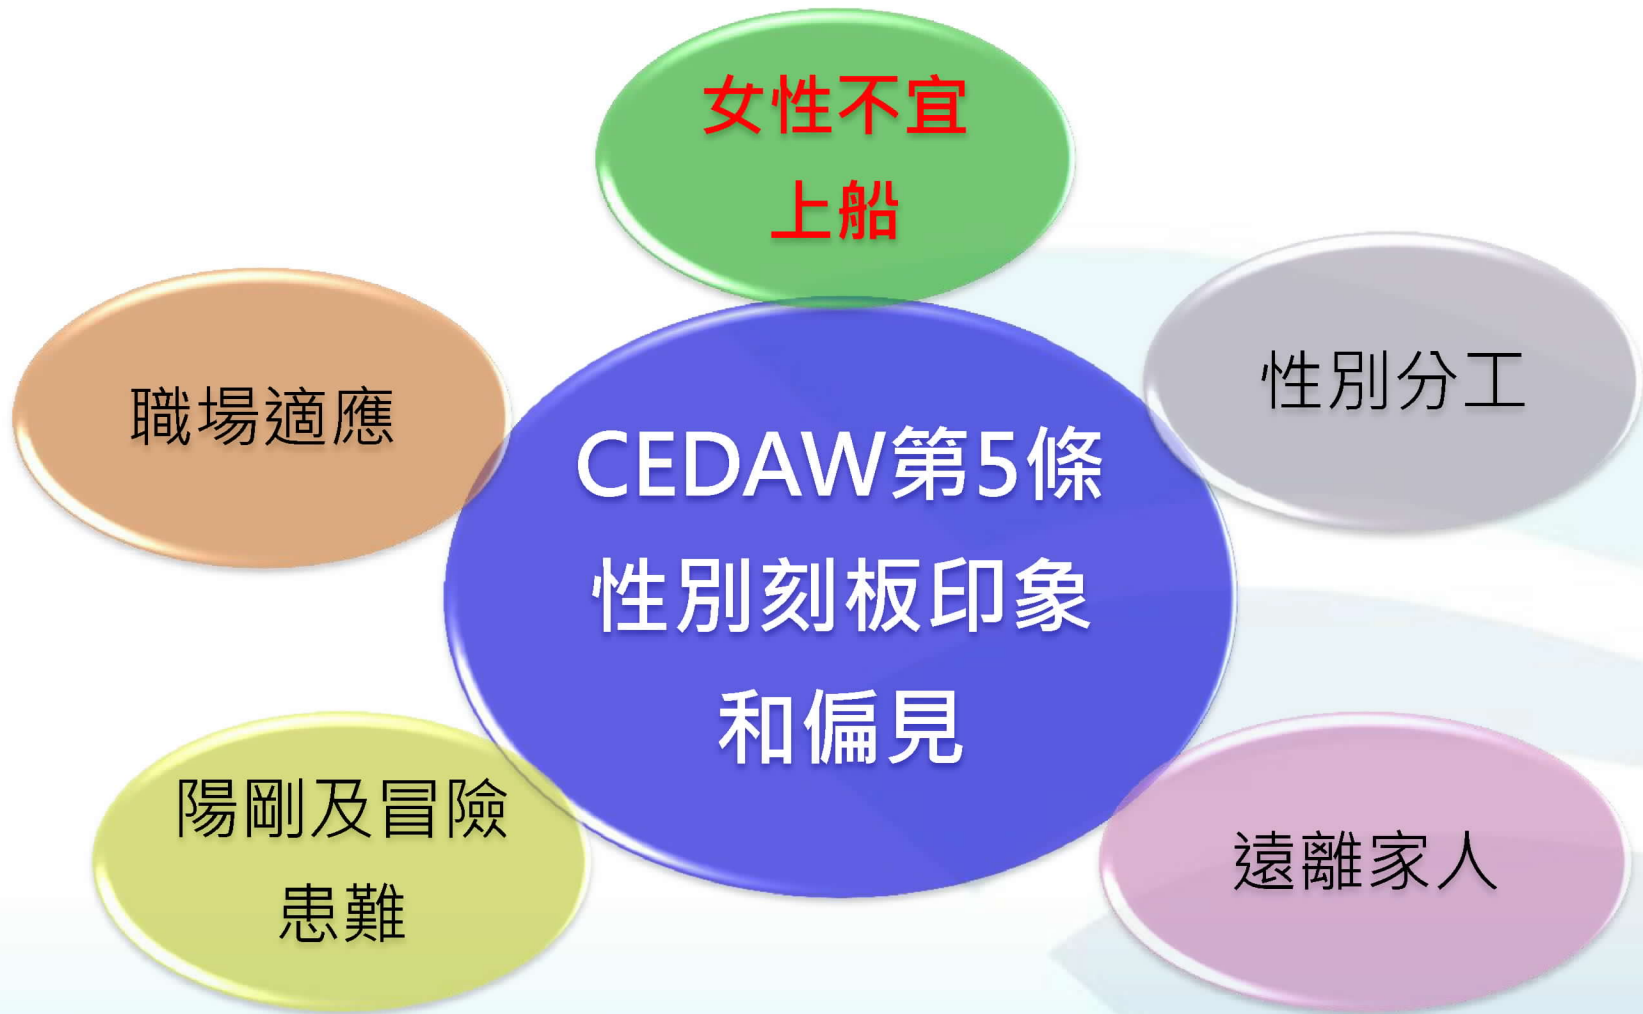 女性不宜
上船
職場適應
性別分工
CEDAW第5條
性別刻板印象
和偏見
陽剛及冒險
患難
遠離家人